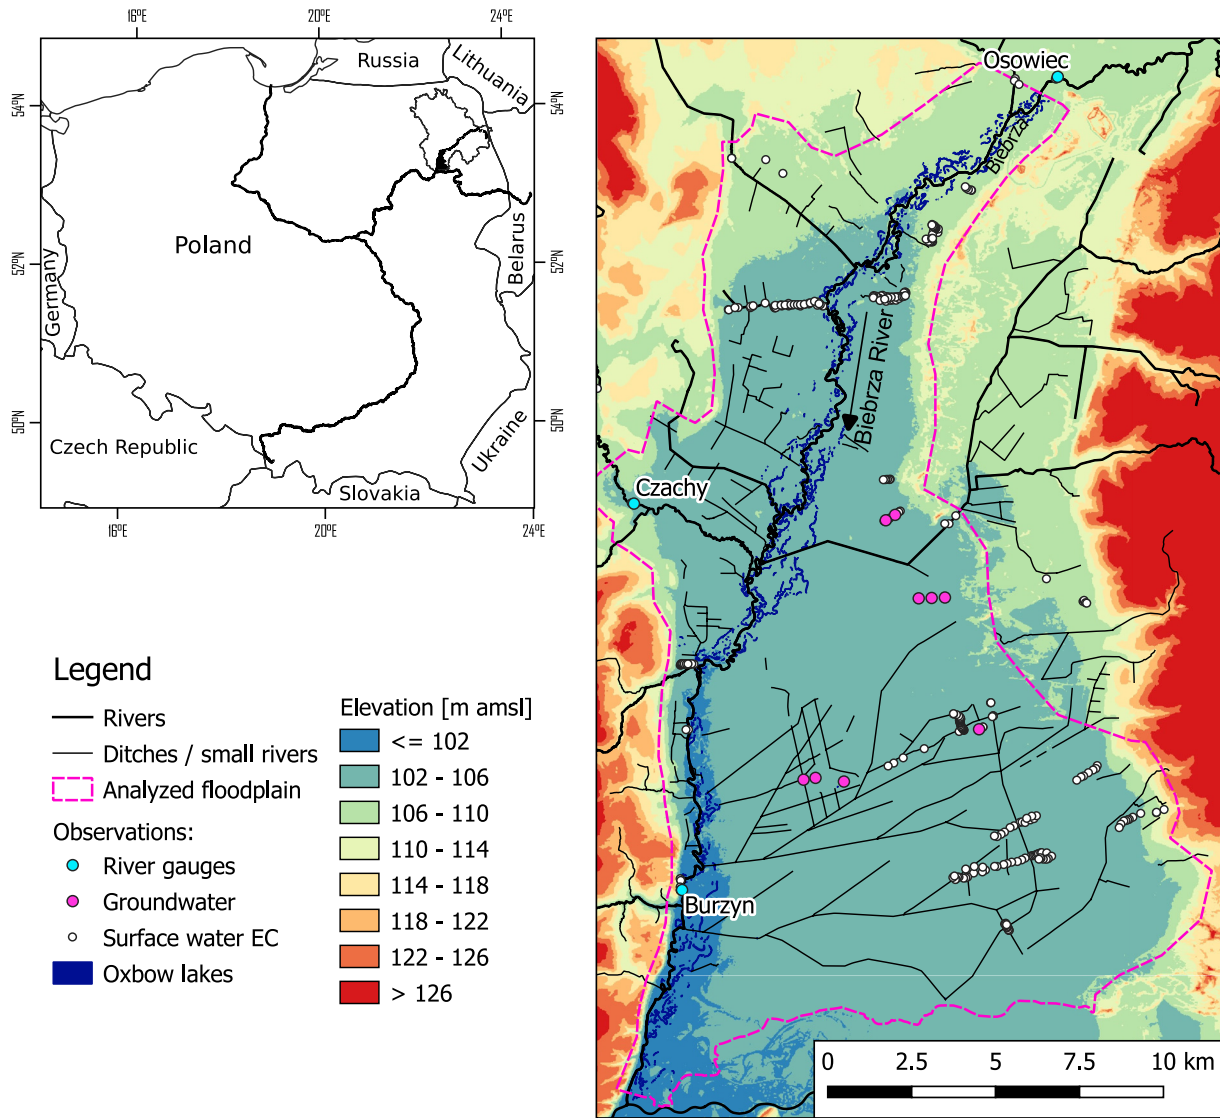 16°E 20°E 24°E
Russia
Lithuania
54°N
54°N
Poland
Belarus
52°N
52°N
Germany
50°N
50°N
Czech Republic
Ukraine
Slovakia
16°E 20°E 24°E
Legend
Rivers
Ditches / small rivers
Analyzed floodplain
Observations:
River gauges
Groundwater
Surface water EC
Oxbow lakes
Elevation [m amsl]
<= 102
102 - 106
106 - 110
110 - 114
114 - 118
118 - 122
122 - 126
> 126
Osowiec
Biebrza
Biebrza River
Czachy
Burzyn
0 2.5 5 7.5 10 km